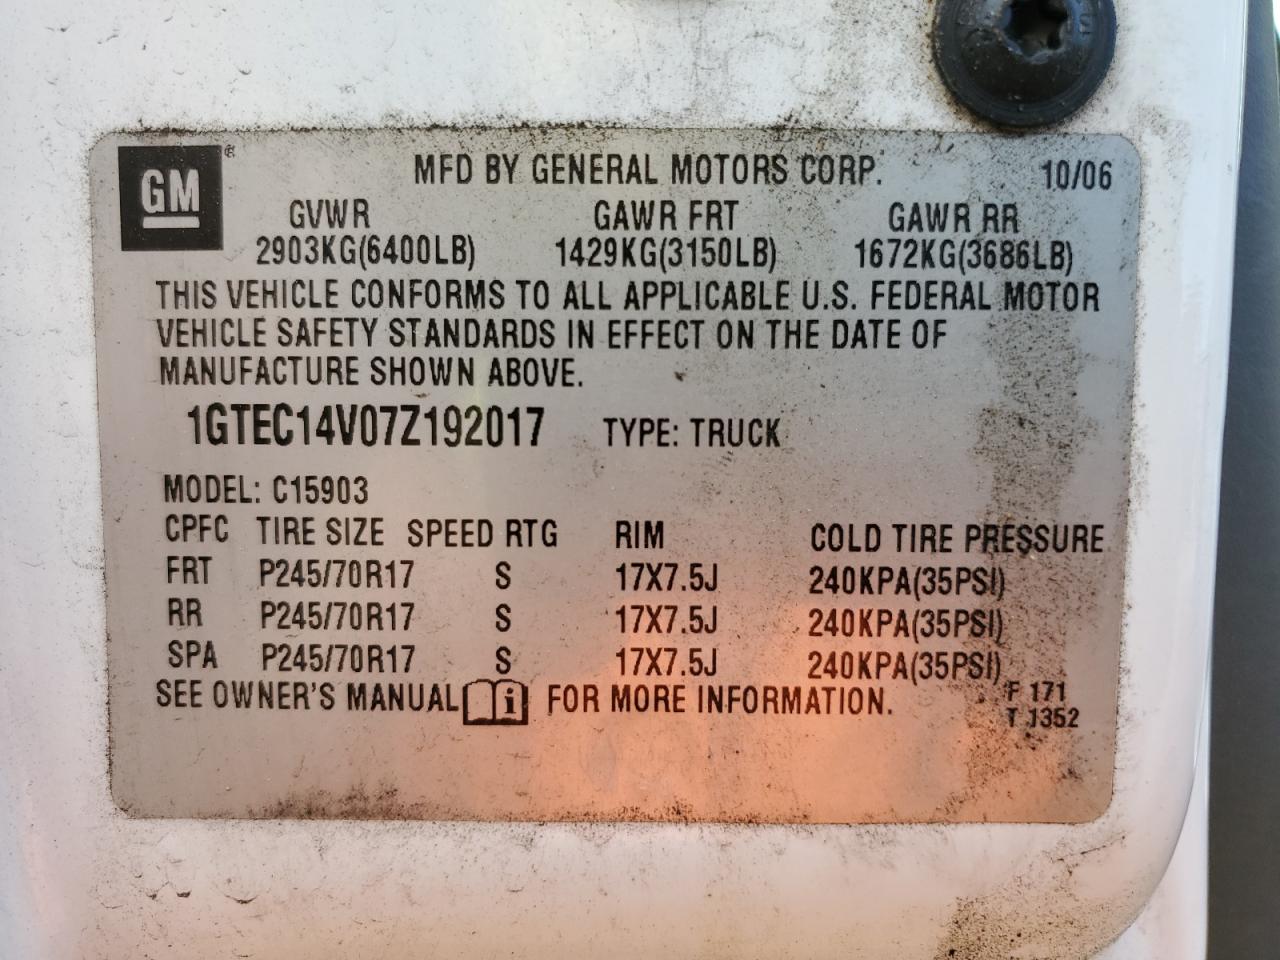 GM ®
MFD BY GENERAL MOTORS CORP. 10/06
GVWR GAWR FRT GAWR RR
2903KG(6400LB) 1429KG(3150LB) 1672KG(3686LB)
THIS VEHICLE CONFORMS TO ALL APPLICABLE U.S. FEDERAL MOTOR
VEHICLE SAFETY STANDARDS IN EFFECT ON THE DATE OF
MANUFACTURE SHOWN ABOVE.
1GTEC14V07Z192017 TYPE: TRUCK
MODEL: C15903
CPFC TIRE SIZE SPEED RTG RIM COLD TIRE PRESSURE
FRT P245/70R17 S 17X7.5J 240KPA(35PSI)
RR P245/70R17 S 17X7.5J 240KPA(35PSI)
SPA P245/70R17 S 17X7.5J 240KPA(35PSI)
SEE OWNER'S MANUAL i FOR MORE INFORMATION.
F 171
T 1352